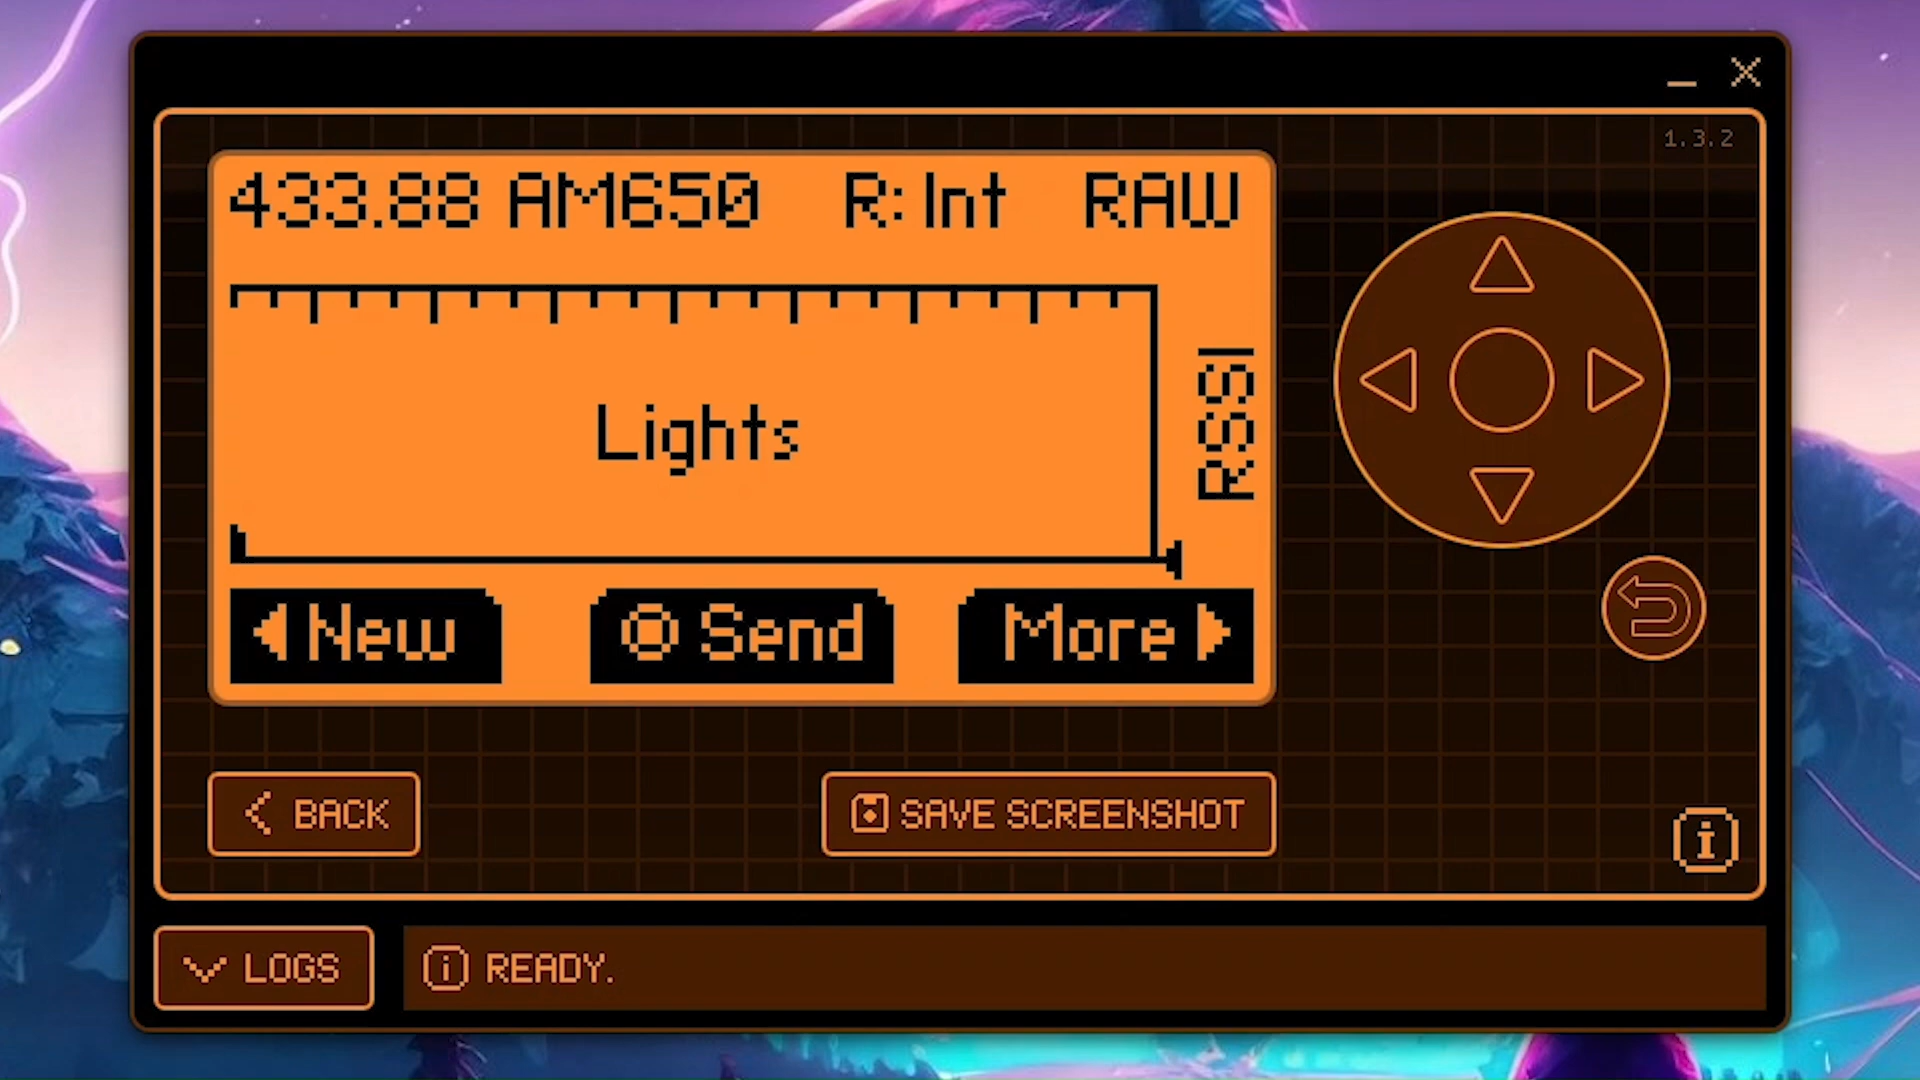 1.3.2
433.88 AM650 R: Int RAW
Lights
RSSI
New Send More
BACK SAVE SCREENSHOT
LOGS READY.